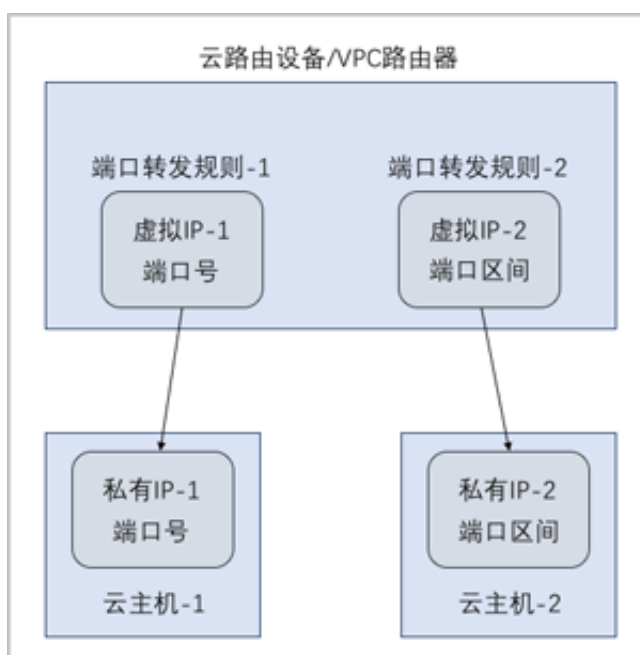 云路由设备/VPC路由器
端口转发规则-1
端口转发规则-2
虚拟IP-1
端口号
虚拟IP-2
端口区间
私有IP-1
端口号
私有IP-2
端口区间
云主机-1
云主机-2